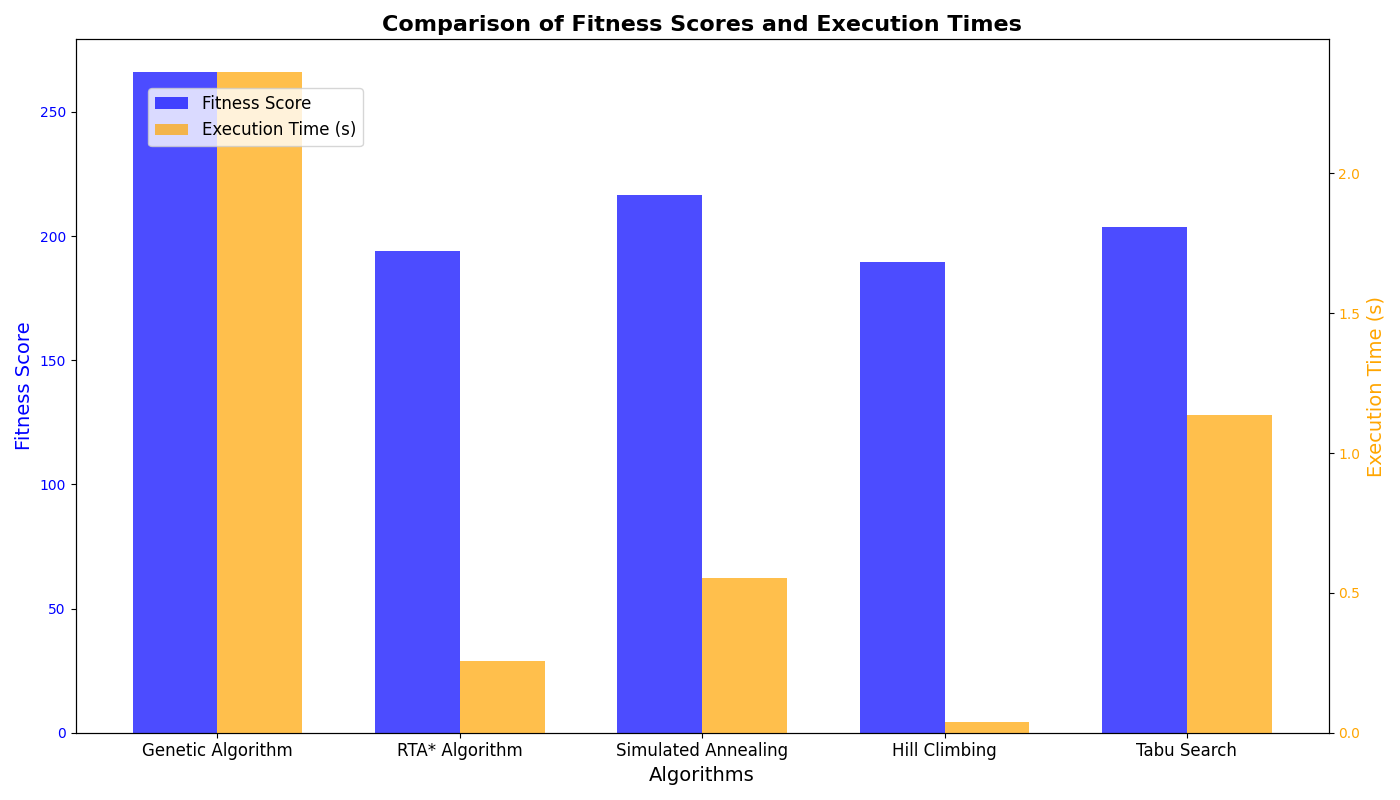 Comparison of Fitness Scores and Execution Times
Fitness Score
Execution Time (s)
250
200
150
100
50
0
Fitness Score
2.0
1.5
1.0
0.5
0.0
Execution Time (s)
Genetic Algorithm
RTA* Algorithm
Simulated Annealing
Hill Climbing
Tabu Search
Algorithms